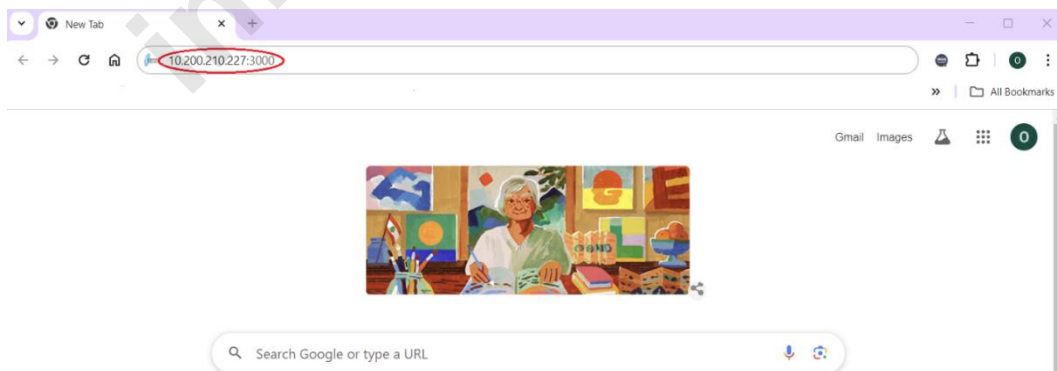 New Tab
10.200.210.227:3000
All Bookmarks
Gmail Images
Search Google or type a URL